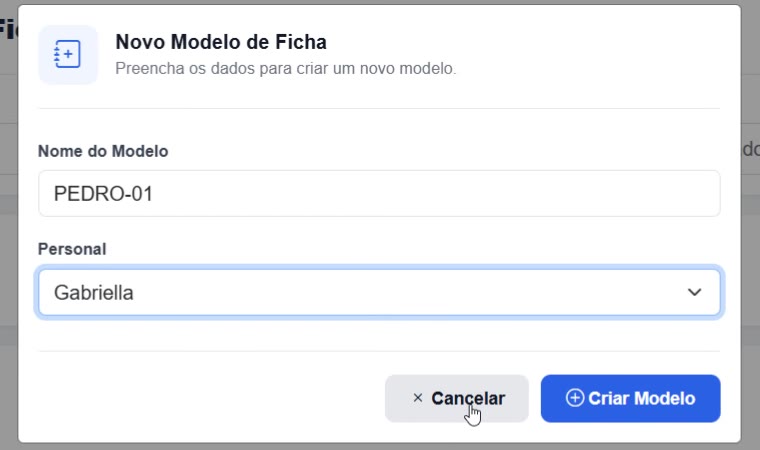 Novo Modelo de Ficha
Preencha os dados para criar um novo modelo.
Nome do Modelo
PEDRO-01
Personal
Gabriella
× Cancelar
Criar Modelo